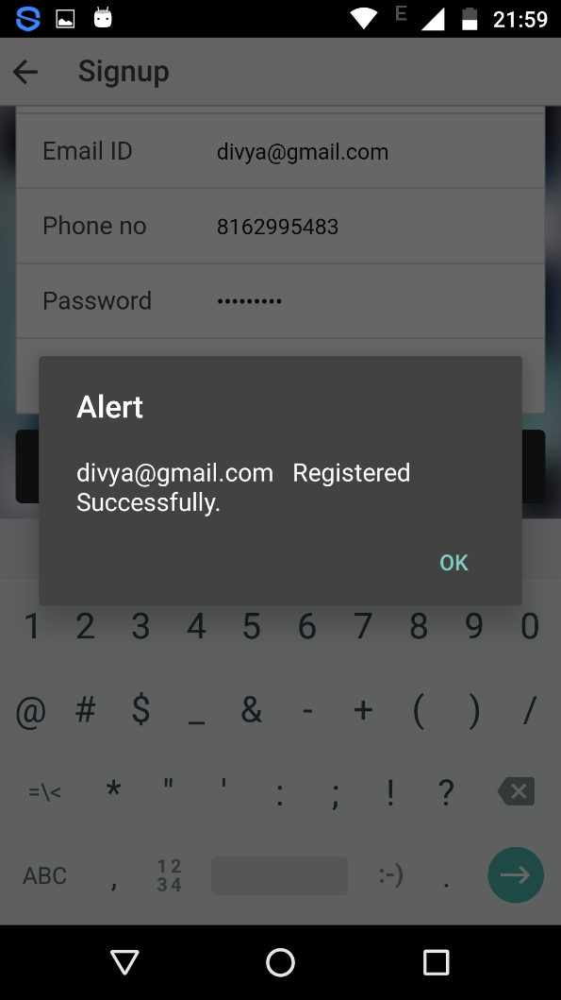 E 21:59
Signup
Email ID divya@gmail.com
Phone no 8162995483
Password •••••••••
Alert
divya@gmail.com Registered
Successfully.
OK
1 2 3 4 5 6 7 8 9 0
@ # $ _ & - + ( ) /
=\< * " ' : ; ! ?
ABC , 12 34 :-) .